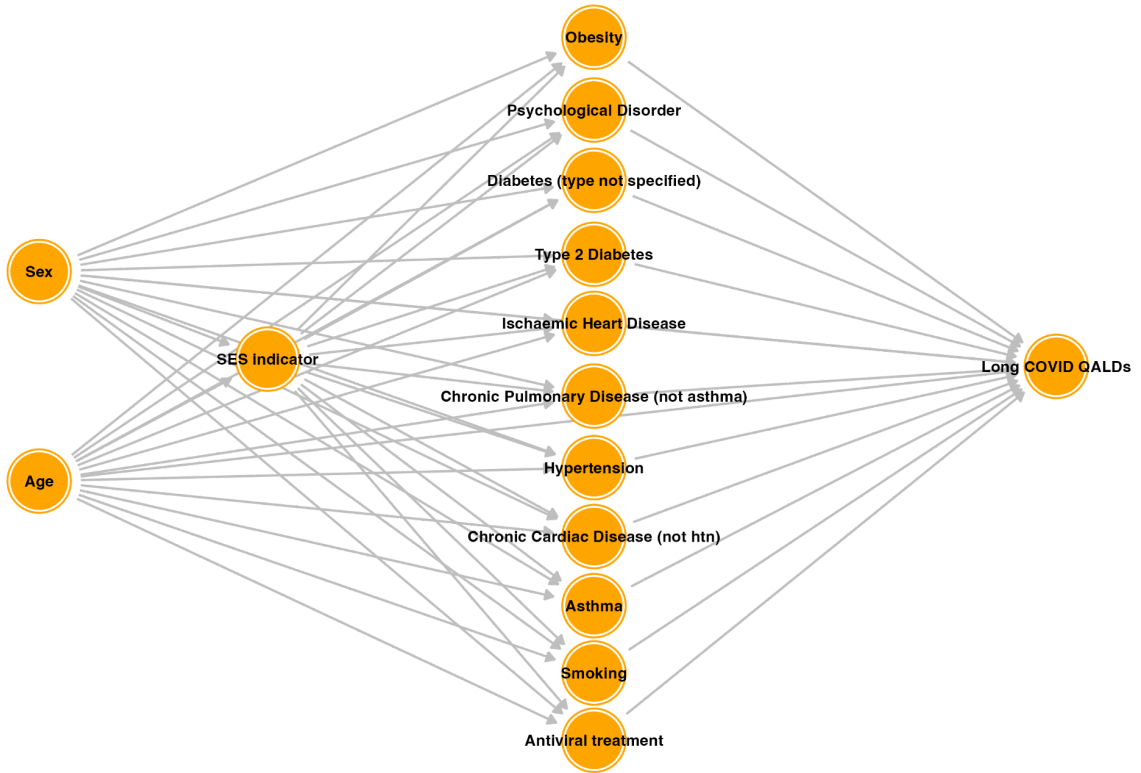 Obesity
Psychological Disorder
Diabetes (type not specified)
Type 2 Diabetes
Sex
Ischaemic Heart Disease
SES indicator
Long COVID QALDs
Chronic Pulmonary Disease (not asthma)
Hypertension
Age
Chronic Cardiac Disease (not htn)
Asthma
Smoking
Antiviral treatment